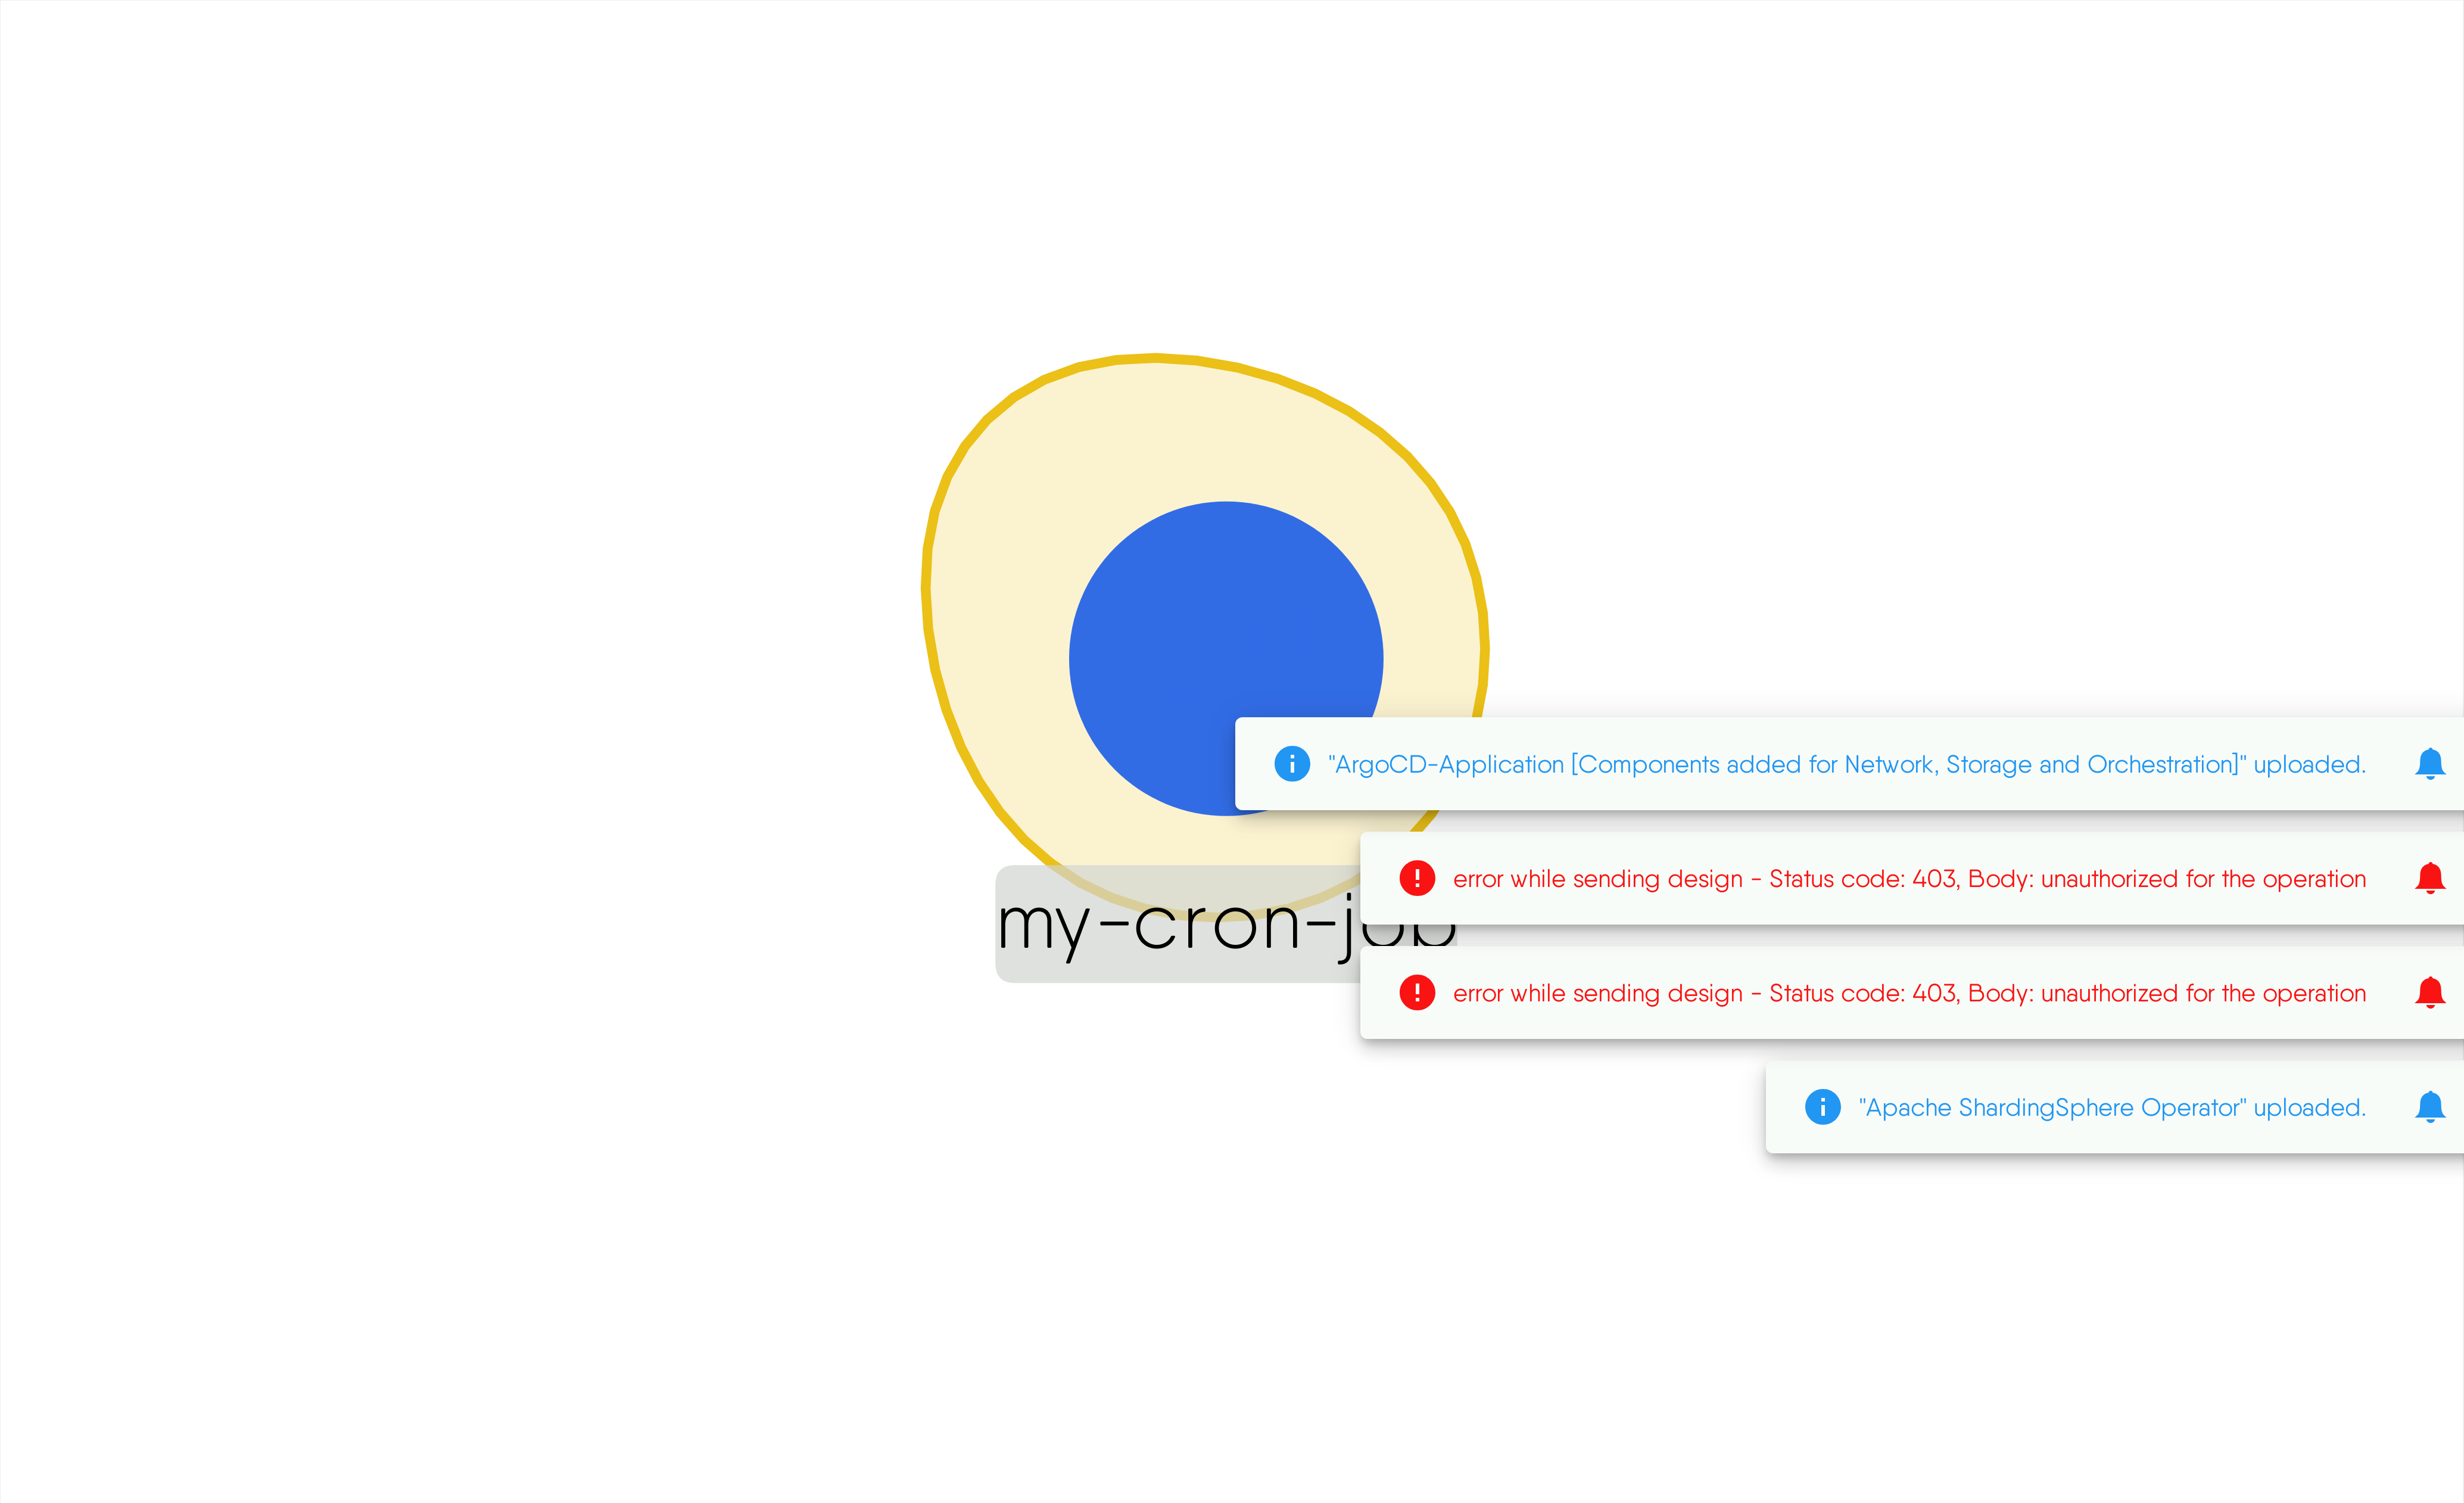 "ArgoCD-Application [Components added for Network, Storage and Orchestration]" uploaded.
error while sending design - Status code: 403, Body: unauthorized for the operation
my-cron-job
error while sending design - Status code: 403, Body: unauthorized for the operation
"Apache ShardingSphere Operator" uploaded.